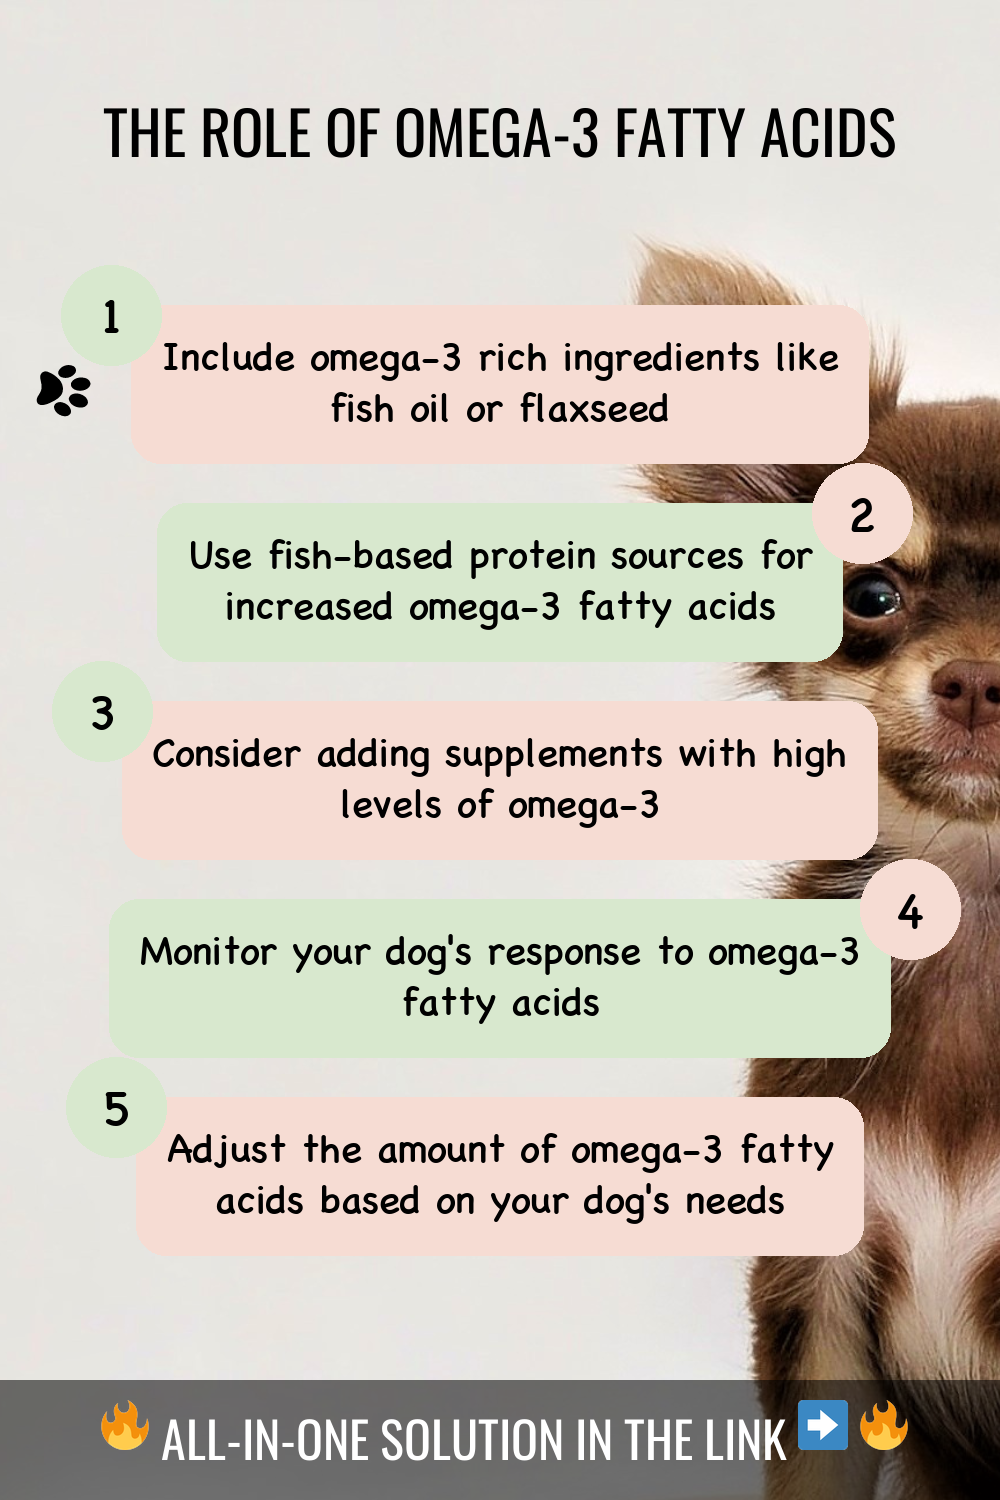 THE ROLE OF OMEGA-3 FATTY ACIDS
1
Include omega-3 rich ingredients like
fish oil or flaxseed
2
Use fish-based protein sources for
increased omega-3 fatty acids
3
Consider adding supplements with high
levels of omega-3
4
Monitor your dog's response to omega-3
fatty acids
5
Adjust the amount of omega-3 fatty
acids based on your dog's needs
🔥 ALL-IN-ONE SOLUTION IN THE LINK ➡️ 🔥